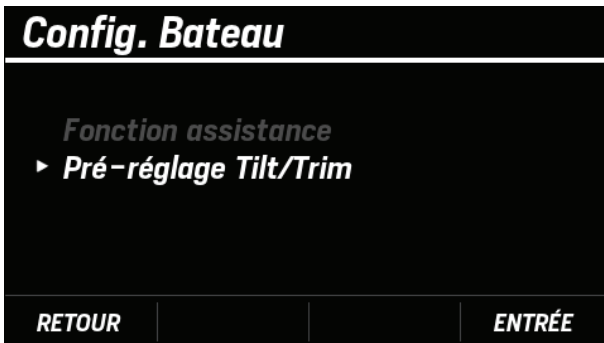 Config. Bateau
Fonction assistance
Pré-réglage Tilt/Trim
RETOUR ENTRÉE